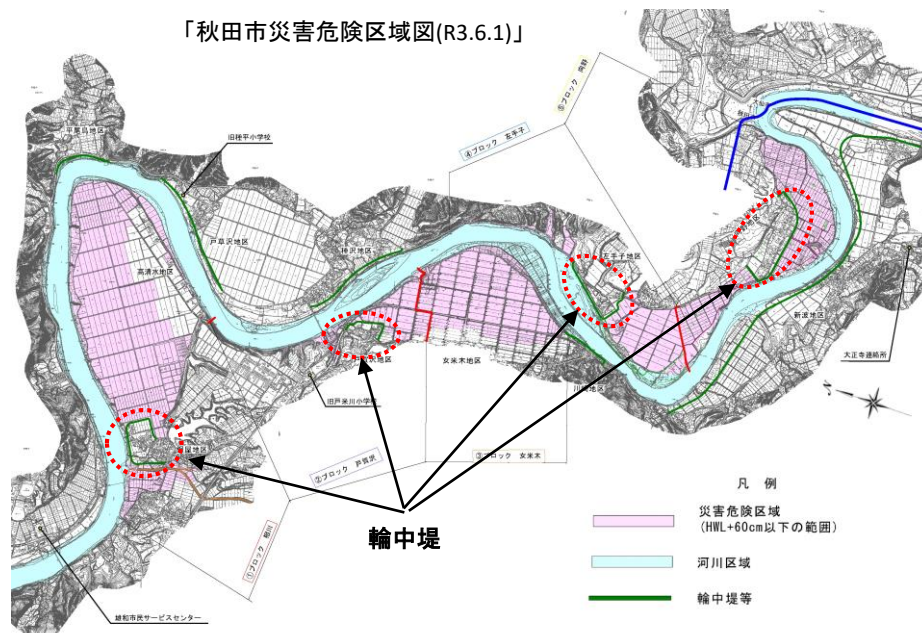 「秋田市災害危険区域図(R3.6.1)」
平尾鳥地区
旧種平小学校
戸草沢地区
高清水地区
種沢地区
④ブロック 左手子
左手子地区
新波地区
大正寺連絡所
女米木地区
旧戸米川小学校
②ブロック 戸賀沢
③ブロック 女米木
雄和市民サービスセンター
輪中堤
凡 例
災害危険区域
(HWL+60cm以下の範囲)
河川区域
輪中堤等